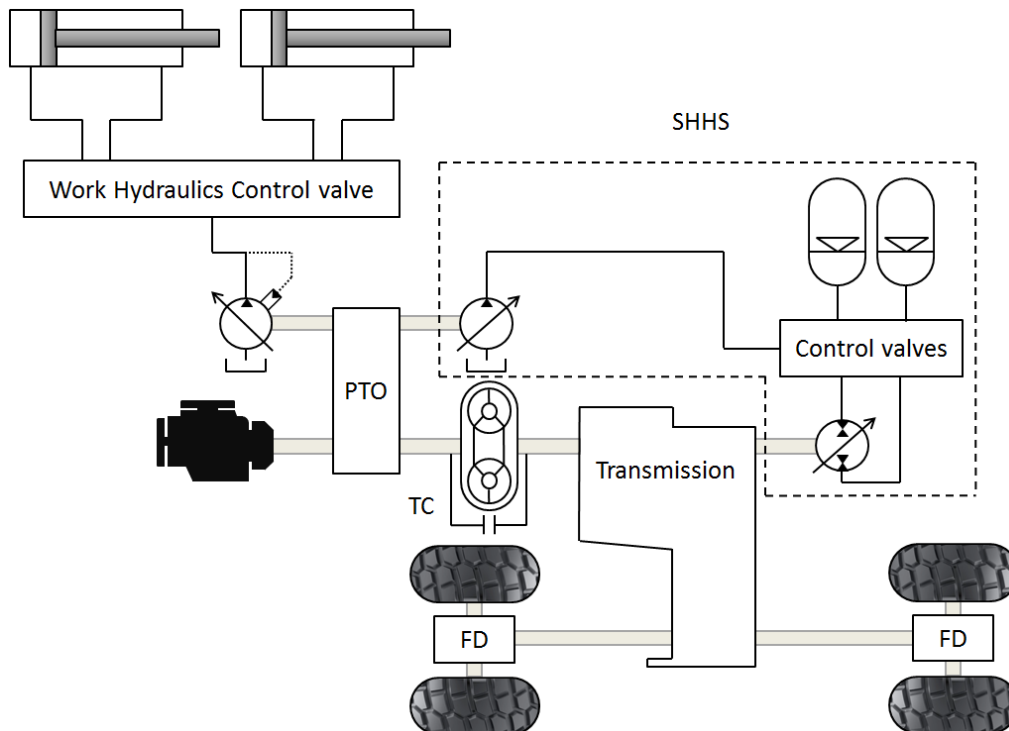 SHHS
Work Hydraulics Control valve
Control valves
PTO
Transmission
TC
FD
FD